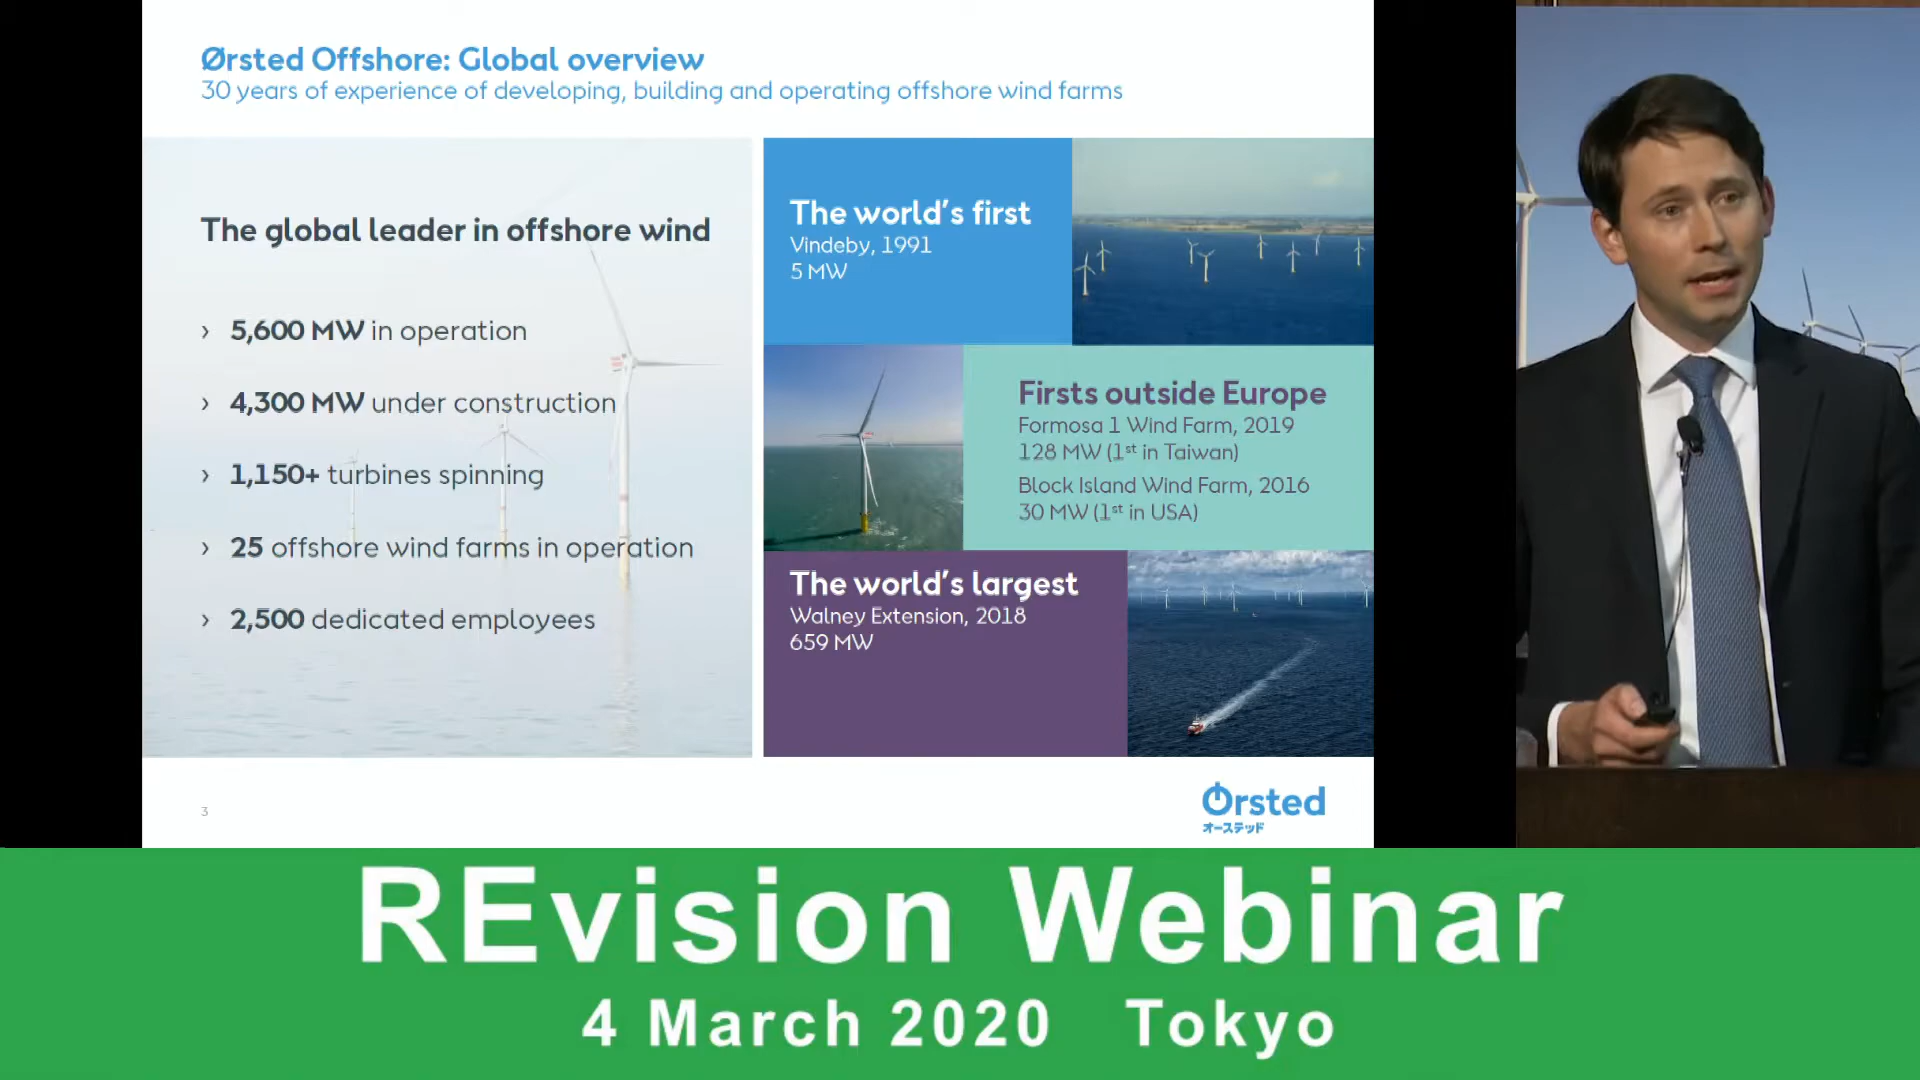 Ørsted Offshore: Global overview
30 years of experience of developing, building and operating offshore wind farms
The global leader in offshore wind
› 5,600 MW in operation
› 4,300 MW under construction
› 1,150+ turbines spinning
› 25 offshore wind farms in operation
› 2,500 dedicated employees
The world's first
Vindeby, 1991
5 MW
Firsts outside Europe
Formosa 1 Wind Farm, 2019
128 MW (1st in Taiwan)
Block Island Wind Farm, 2016
30 MW (1st in USA)
The world's largest
Walney Extension, 2018
659 MW
3
Ørsted
オーステッド
REvision Webinar
4 March 2020 Tokyo